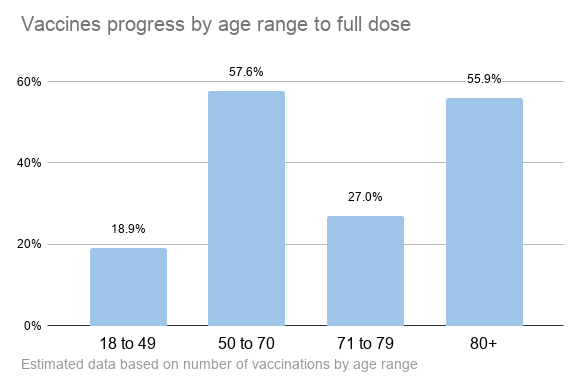 Vaccines progress by age range to full dose
60%
40%
20%
0%
18.9%
57.6%
27.0%
55.9%
18 to 49
50 to 70
71 to 79
80+
Estimated data based on number of vaccinations by age range